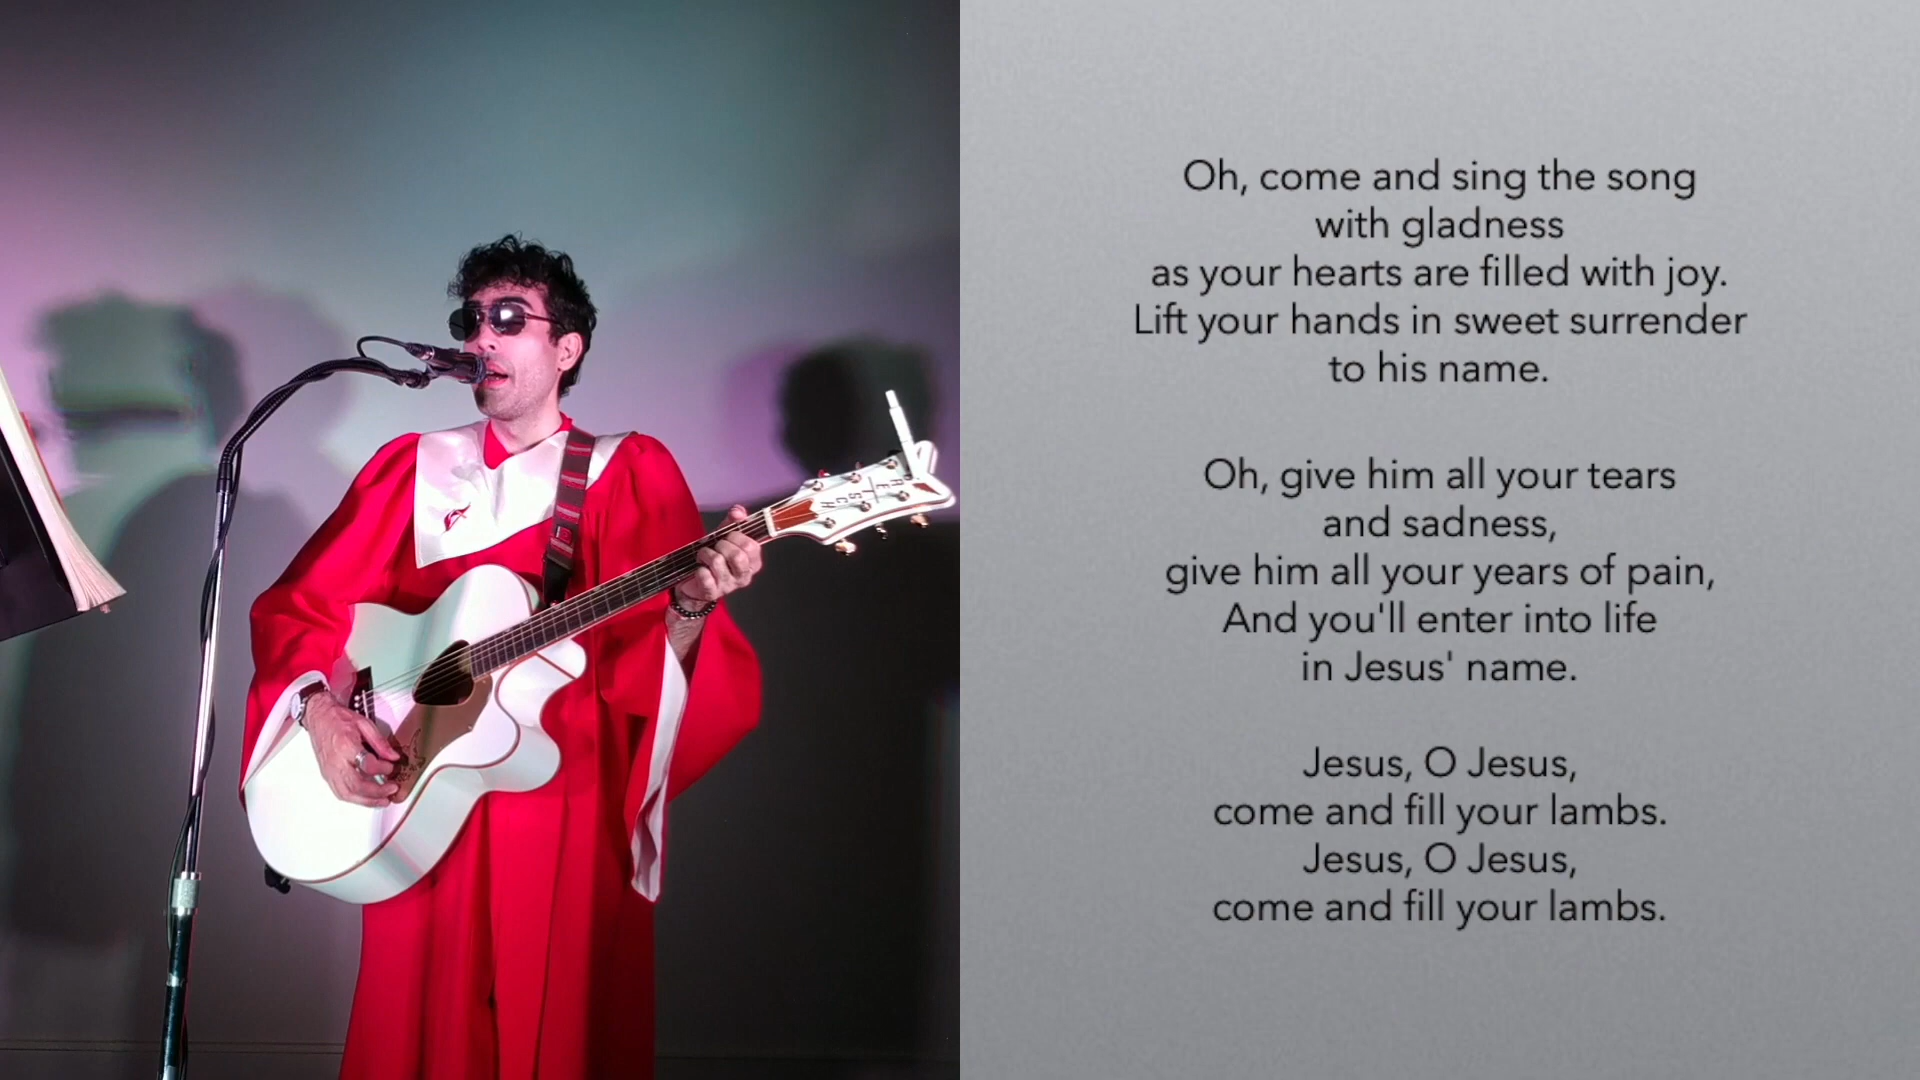 GRETSCH
Oh, come and sing the song
with gladness
as your hearts are filled with joy.
Lift your hands in sweet surrender
to his name.
Oh, give him all your tears
and sadness,
give him all your years of pain,
And you'll enter into life
in Jesus' name.
Jesus, O Jesus,
come and fill your lambs.
Jesus, O Jesus,
come and fill your lambs.